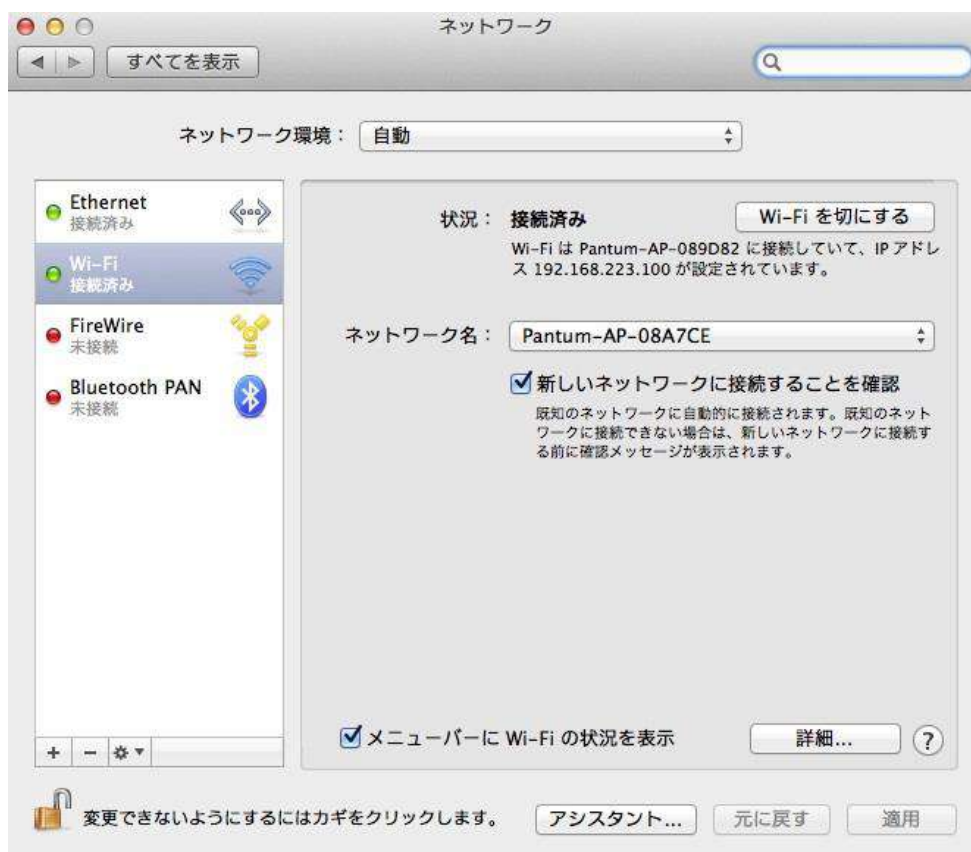 ネットワーク
すべてを表示
ネットワーク環境： 自動
Ethernet
接続済み
Wi-Fi
接続済み
FireWire
未接続
Bluetooth PAN
未接続
状況： 接続済み
Wi-Fi を切にする
Wi-Fi は Pantum-AP-089D82 に接続していて、IP アドレ
ス 192.168.223.100 が設定されています。
ネットワーク名： Pantum-AP-08A7CE
新しいネットワークに接続することを確認
既知のネットワークに自動的に接続されます。既知のネット
ワークに接続できない場合は、新しいネットワークに接続す
る前に確認メッセージが表示されます。
メニューバーに Wi-Fi の状況を表示
詳細...
?
+ −
変更できないようにするにはカギをクリックします。
アシスタント...
元に戻す
適用